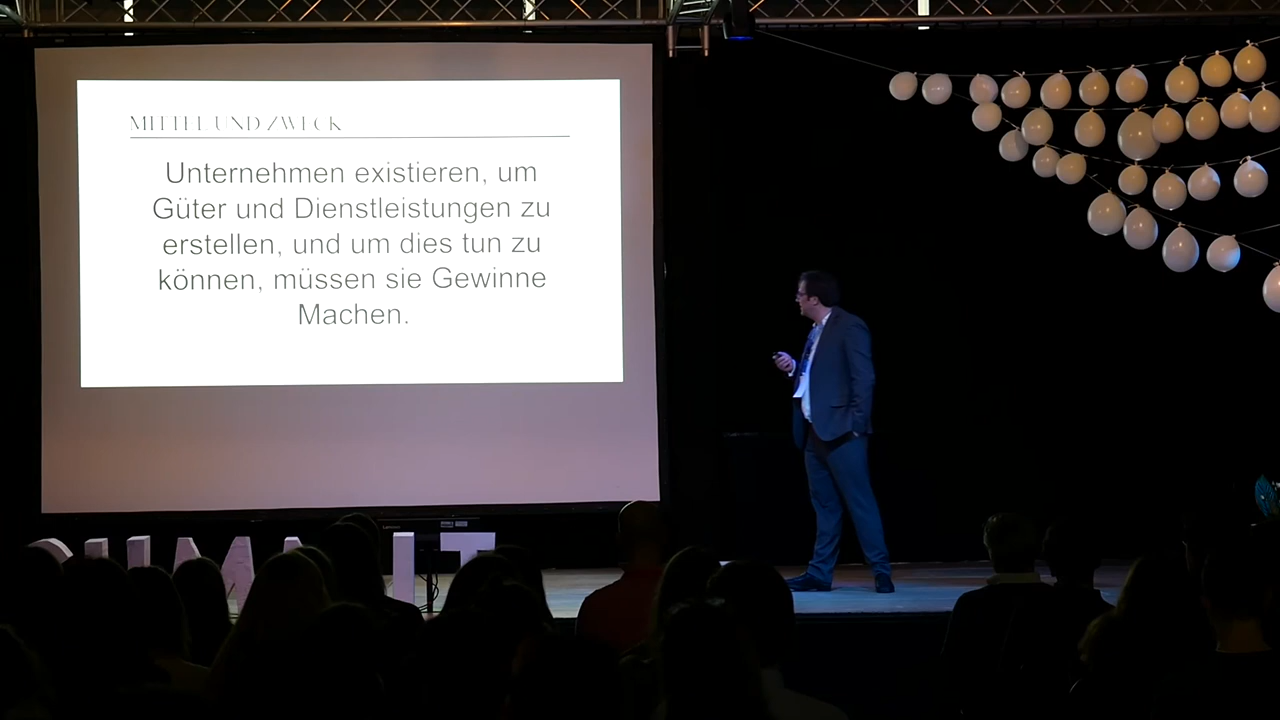 MITTEL UND ZWECK
Unternehmen existieren, um
Güter und Dienstleistungen zu
erstellen, und um dies tun zu
können, müssen sie Gewinne
Machen.